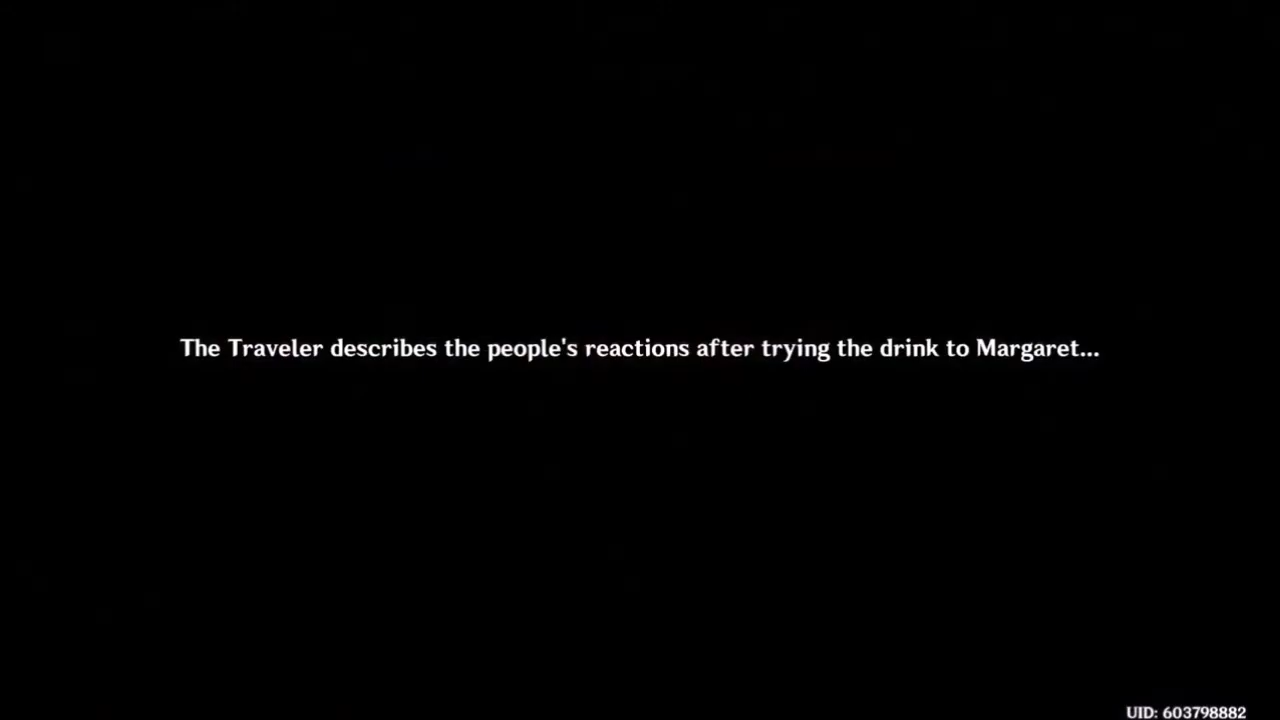 The Traveler describes the people's reactions after trying the drink to Margaret...
UID: 603798882